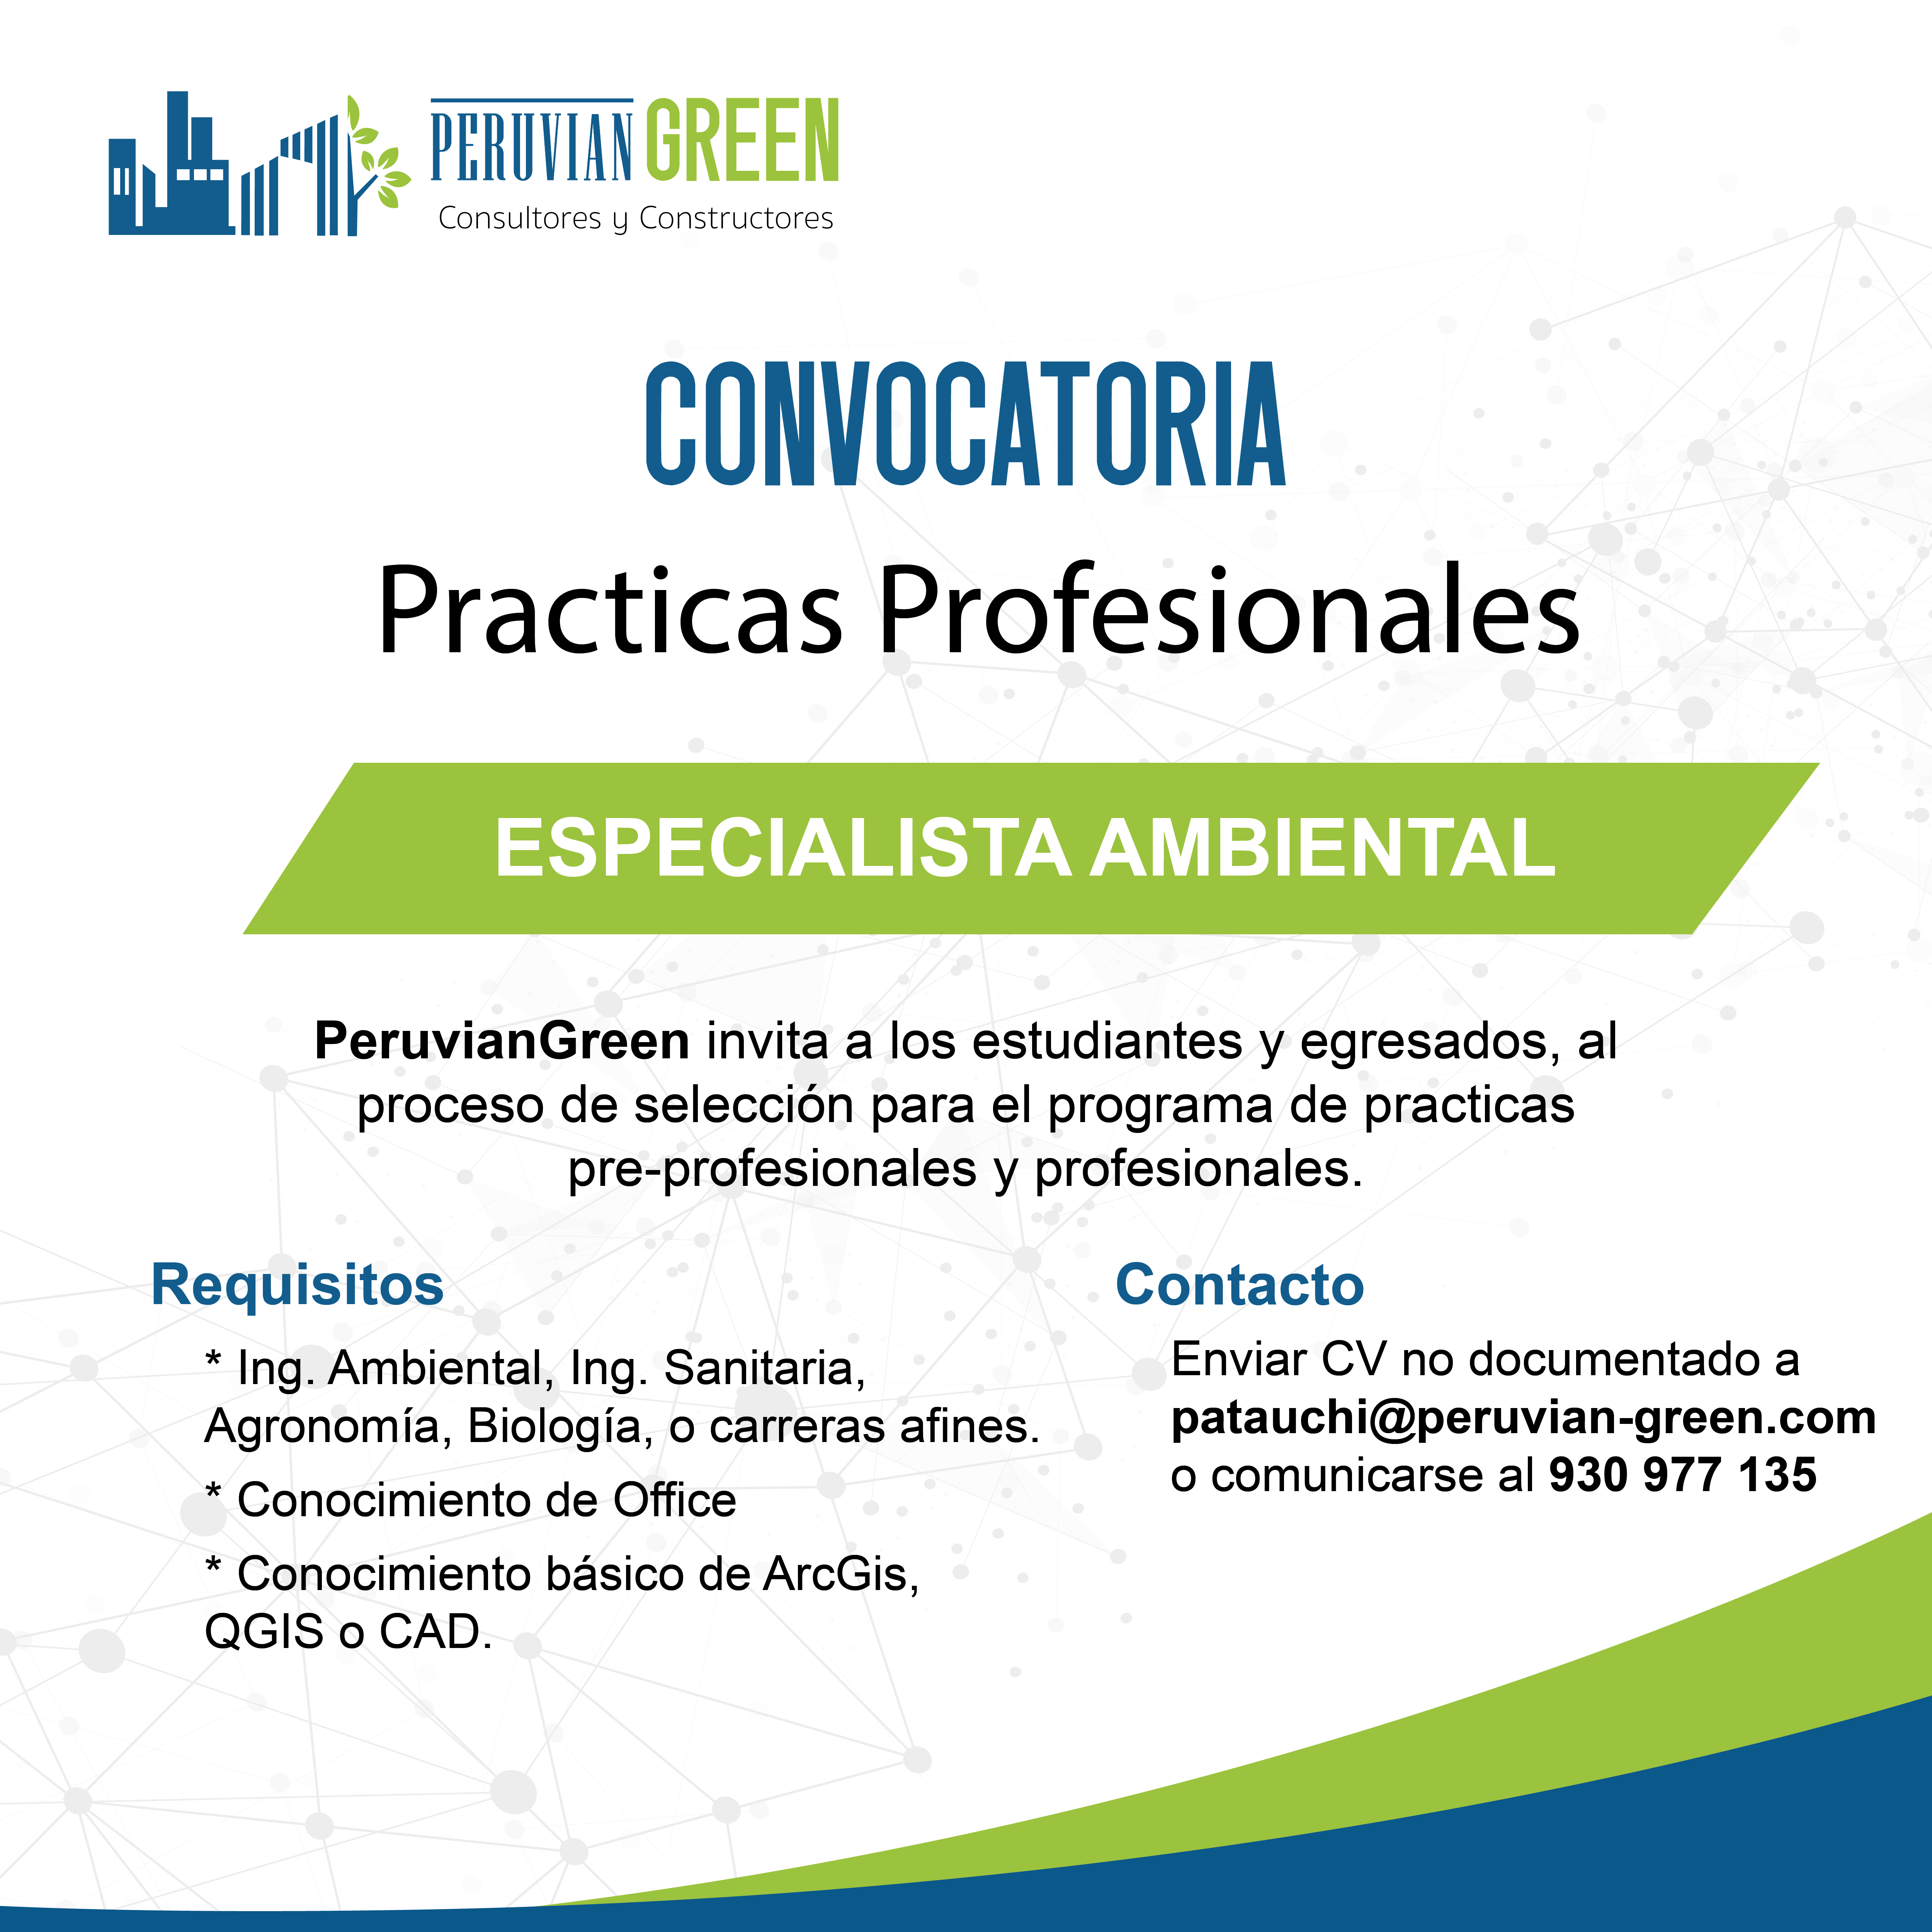 PERUVIAN GREEN
Consultores y Constructores
CONVOCATORIA
Practicas Profesionales
ESPECIALISTA AMBIENTAL
PeruvianGreen invita a los estudiantes y egresados, al
proceso de selección para el programa de practicas
pre-profesionales y profesionales.
Requisitos
* Ing. Ambiental, Ing. Sanitaria,
Agronomía, Biología, o carreras afines.
* Conocimiento de Office
* Conocimiento básico de ArcGis,
QGIS o CAD.
Contacto
Enviar CV no documentado a
patauchi@peruvian-green.com
o comunicarse al 930 977 135